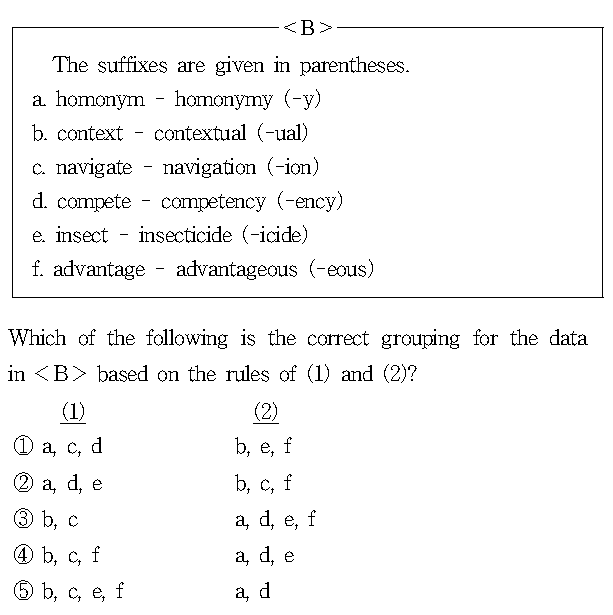 <B>
The suffixes are given in parentheses.
a. homonym - homonymy (-y)
b. context - contextual (-ual)
c. navigate - navigation (-ion)
d. compete - competency (-ency)
e. insect - insecticide (-icide)
f. advantage - advantageous (-eous)
Which of the following is the correct grouping for the data
in <B> based on the rules of (1) and (2)?
(1) (2)
① a, c, d b, e, f
② a, d, e b, c, f
③ b, c a, d, e, f
④ b, c, f a, d, e
⑤ b, c, e, f a, d